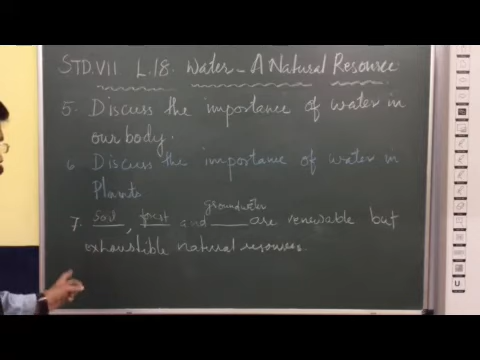 STD.VII L.18. Water - A Natural Resource
5. Discuss the importance of water in
our body.
6. Discuss the importance of water in
Plants
groundwater
7. Soil, forest and ____ are renewable but
exhaustible natural resources.